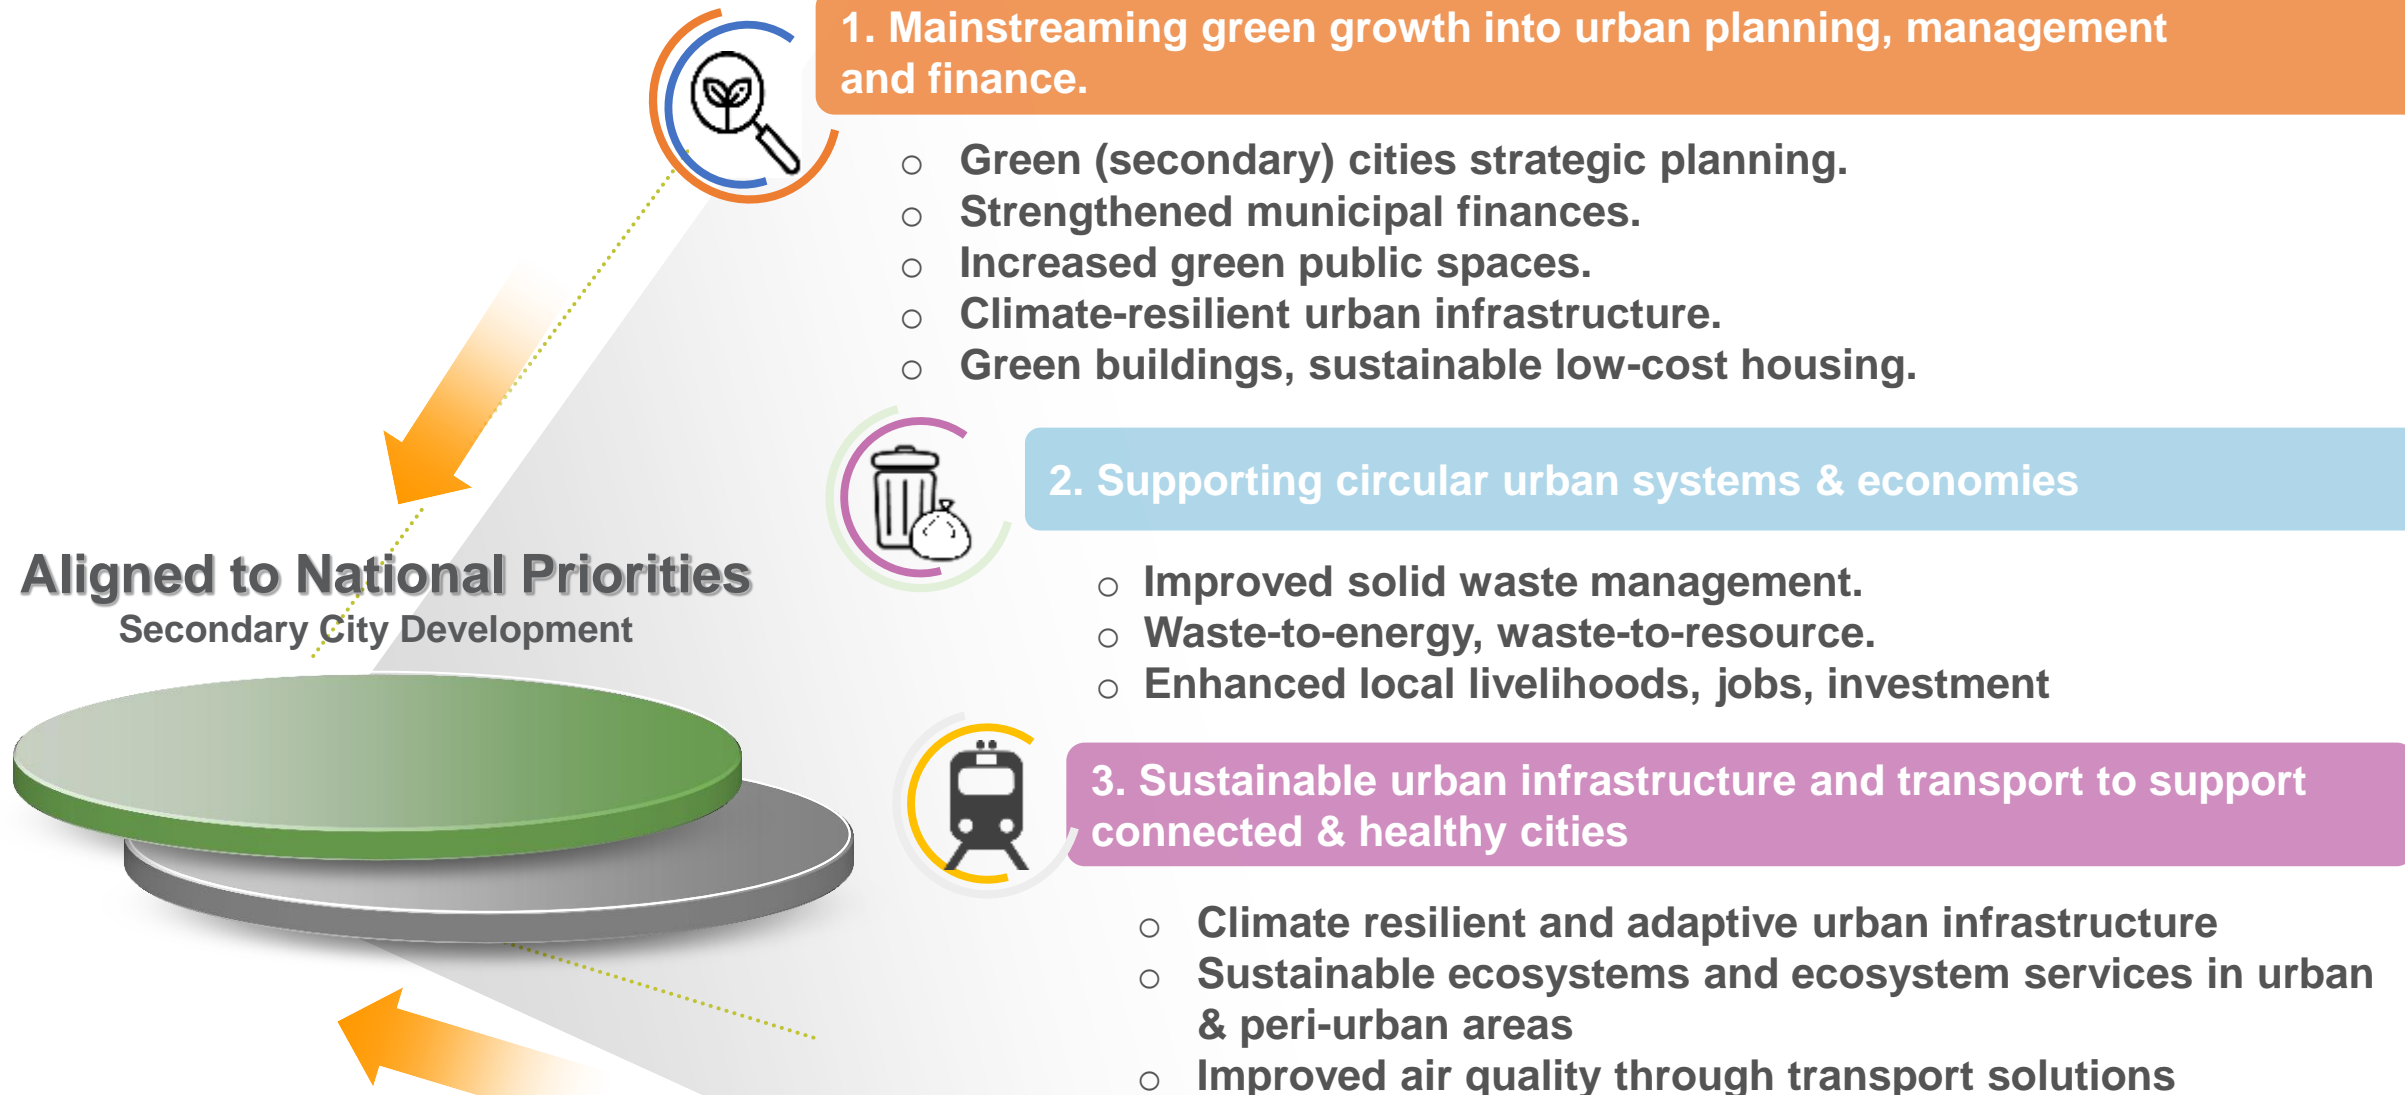 1. Mainstreaming green growth into urban planning, management
and finance.
○ Green (secondary) cities strategic planning.
○ Strengthened municipal finances.
○ Increased green public spaces.
○ Climate-resilient urban infrastructure.
○ Green buildings, sustainable low-cost housing.
2. Supporting circular urban systems & economies
Aligned to National Priorities
Secondary City Development
○ Improved solid waste management.
○ Waste-to-energy, waste-to-resource.
○ Enhanced local livelihoods, jobs, investment
3. Sustainable urban infrastructure and transport to support
connected & healthy cities
○ Climate resilient and adaptive urban infrastructure
○ Sustainable ecosystems and ecosystem services in urban
& peri-urban areas
○ Improved air quality through transport solutions